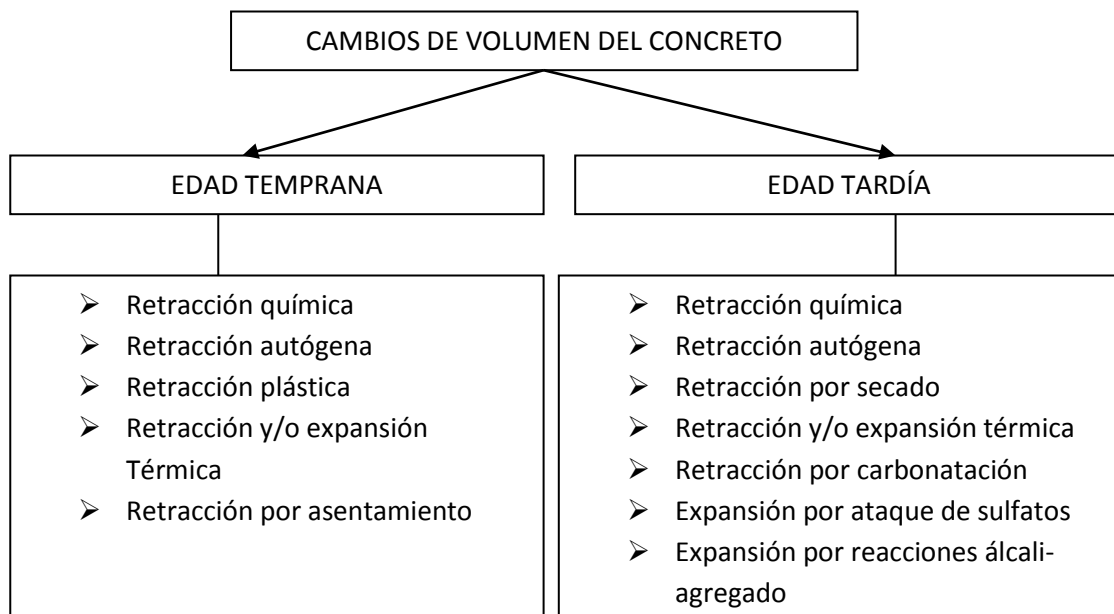 CAMBIOS DE VOLUMEN DEL CONCRETO
EDAD TEMPRANA
➢ Retracción química
➢ Retracción autógena
➢ Retracción plástica
➢ Retracción y/o expansión
Térmica
➢ Retracción por asentamiento
EDAD TARDÍA
➢ Retracción química
➢ Retracción autógena
➢ Retracción por secado
➢ Retracción y/o expansión térmica
➢ Retracción por carbonatación
➢ Expansión por ataque de sulfatos
➢ Expansión por reacciones álcali-
agregado